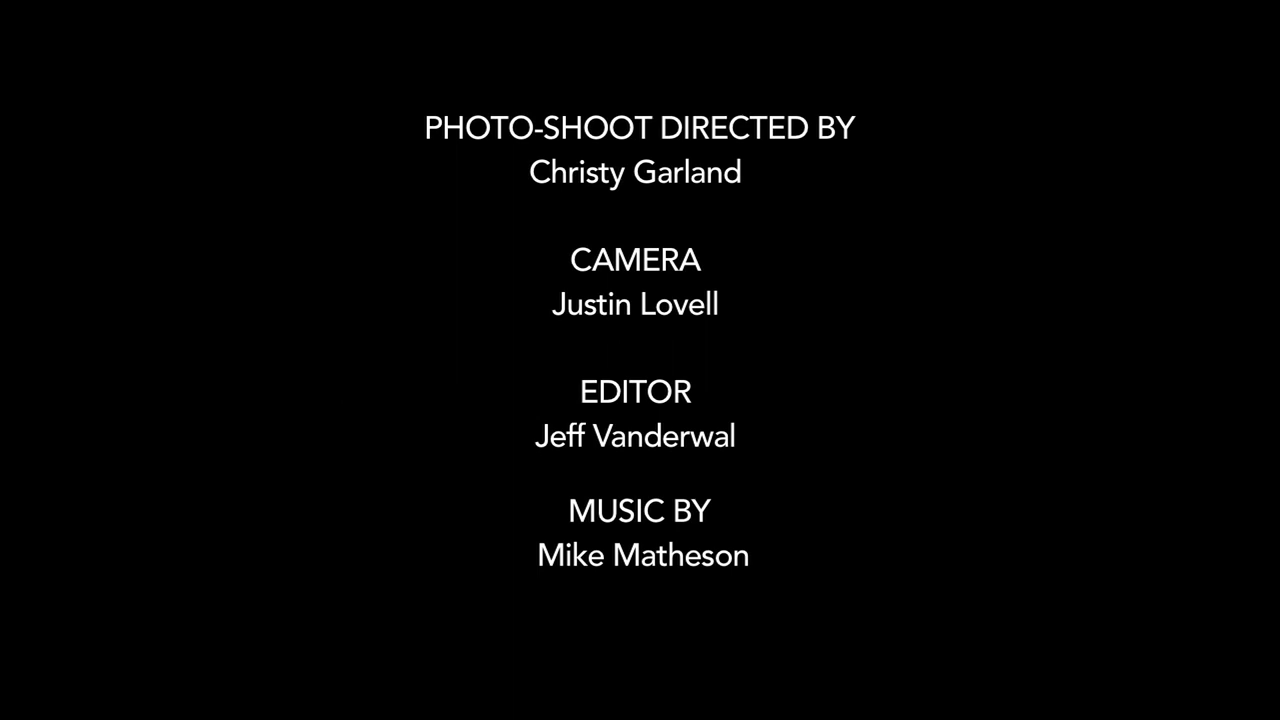 PHOTO-SHOOT DIRECTED BY
Christy Garland
CAMERA
Justin Lovell
EDITOR
Jeff Vanderwal
MUSIC BY
Mike Matheson